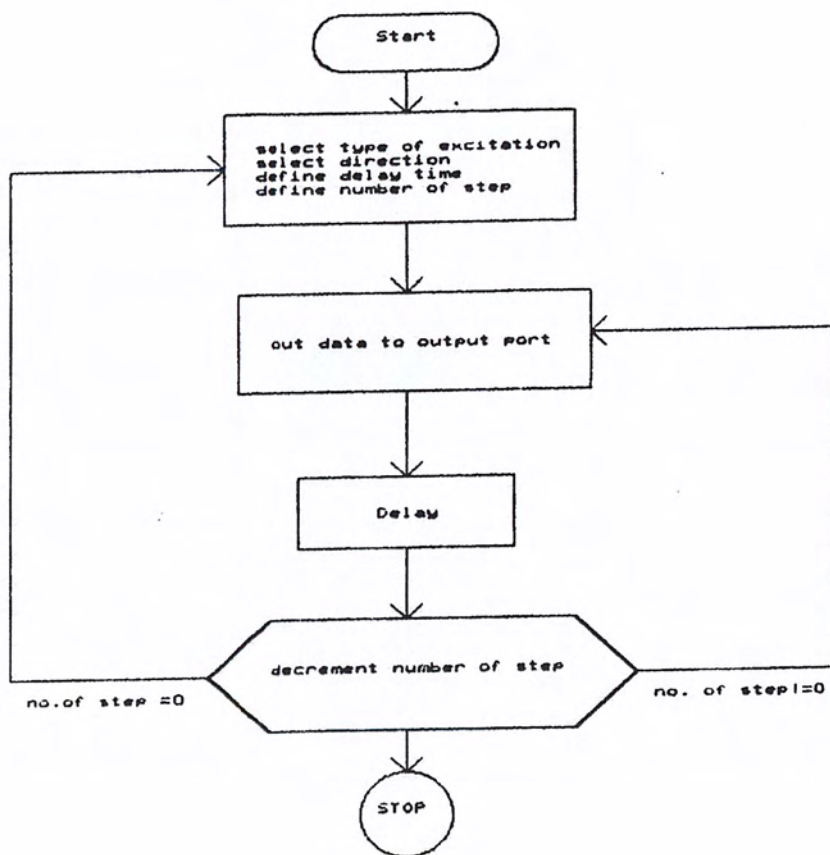 Start
select type of excitation
select direction
define delay time
define number of step
out data to output port
Delay
decrement number of step
no.of step =0
no. of step!=0
STOP